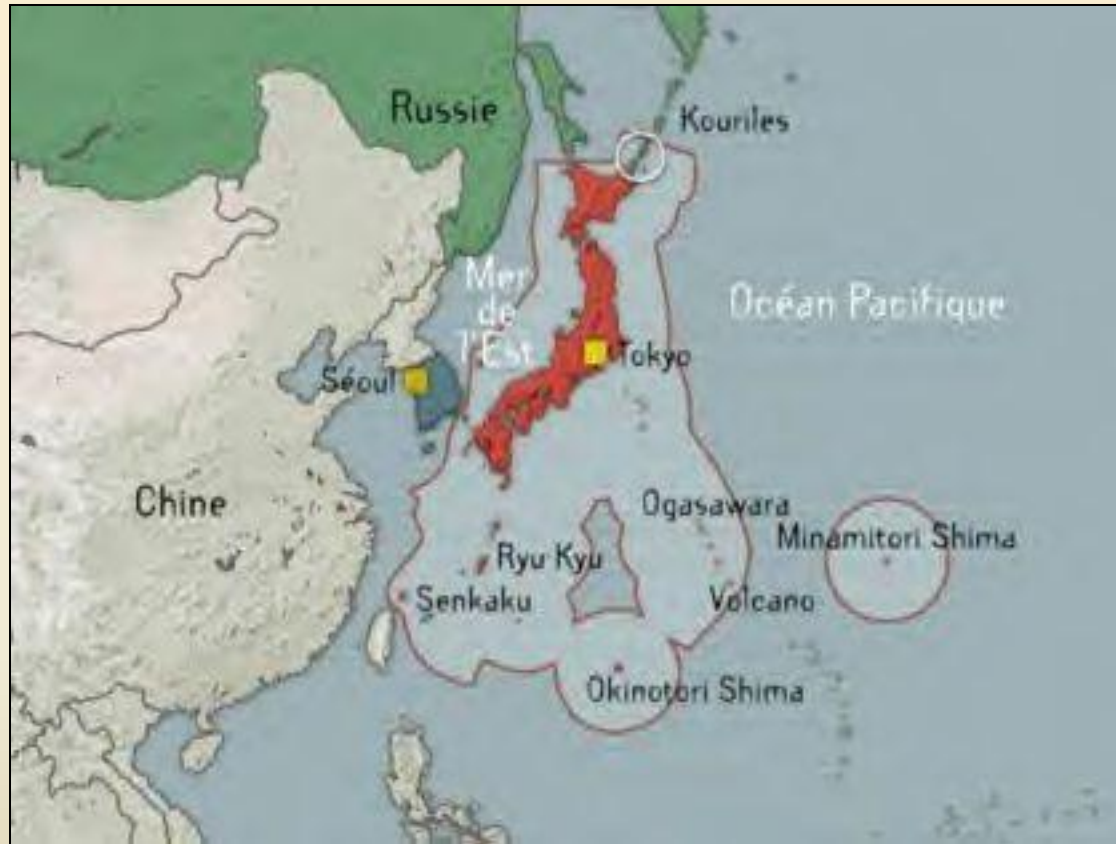 Russie
Kouriles
Mer
de
l'Est
Océan Pacifique
Séoul
Tokyo
Chine
Ogasawara
Minamitori Shima
Ryu Kyu
Senkaku
Volcano
Okinotori Shima